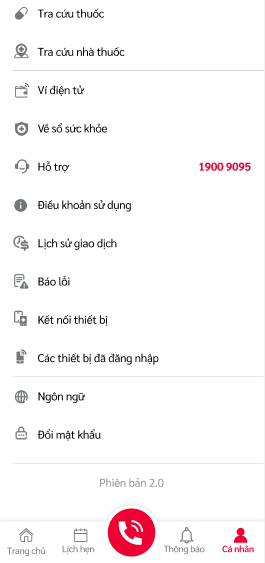 Tra cứu thuốc
Tra cứu nhà thuốc
Ví điện tử
Về sổ sức khỏe
Hỗ trợ 1900 9095
Điều khoản sử dụng
Lịch sử giao dịch
Báo lỗi
Kết nối thiết bị
Các thiết bị đã đăng nhập
Ngôn ngữ
Đổi mật khẩu
Phiên bản 2.0
Trang chủ Lịch hẹn Thông báo Cá nhân